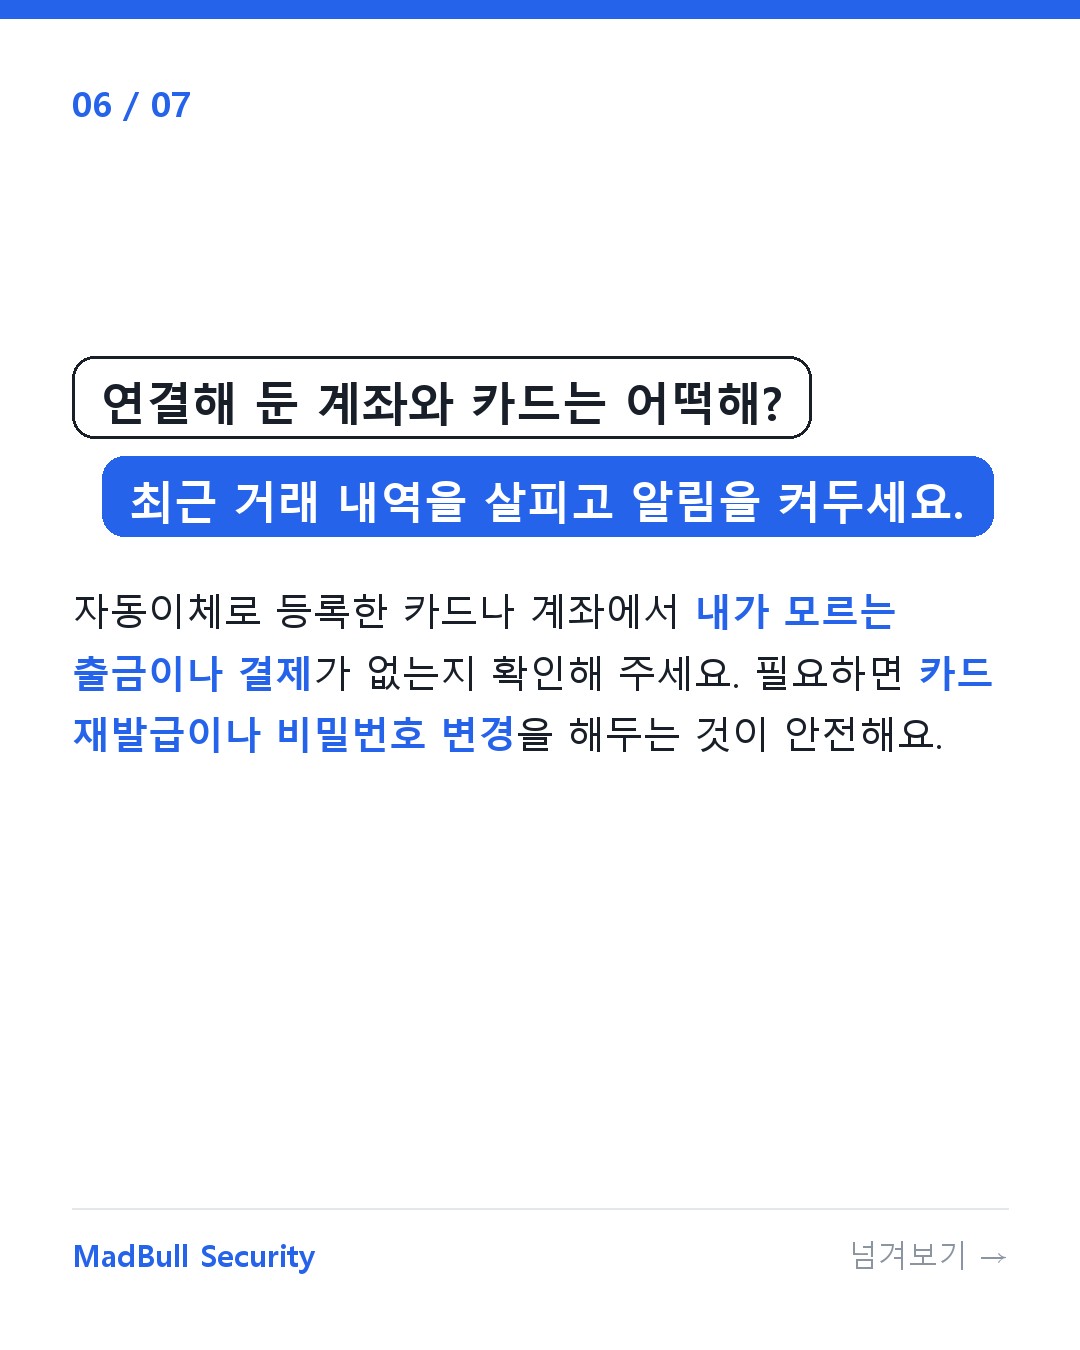 06 / 07
연결해 둔 계좌와 카드는 어떡해?
최근 거래 내역을 살피고 알림을 켜두세요.
자동이체로 등록한 카드나 계좌에서 내가 모르는
출금이나 결제가 없는지 확인해 주세요. 필요하면 카드
재발급이나 비밀번호 변경을 해두는 것이 안전해요.
MadBull Security
넘겨보기 →